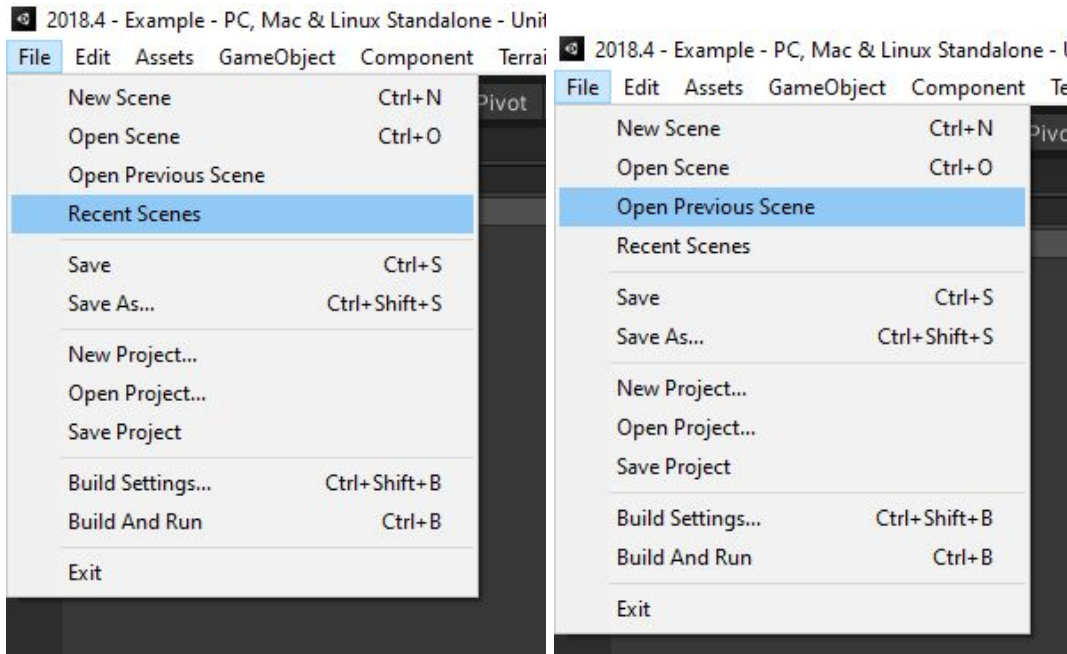 2018.4 - Example - PC, Mac & Linux Standalone - Unit
File Edit Assets GameObject Component Terrai
Pivot
New Scene Ctrl+N
Open Scene Ctrl+O
Open Previous Scene
Recent Scenes
Save Ctrl+S
Save As... Ctrl+Shift+S
New Project...
Open Project...
Save Project
Build Settings... Ctrl+Shift+B
Build And Run Ctrl+B
Exit
2018.4 - Example - PC, Mac & Linux Standalone - U
File Edit Assets GameObject Component Te
Pivo
New Scene Ctrl+N
Open Scene Ctrl+O
Open Previous Scene
Recent Scenes
Save Ctrl+S
Save As... Ctrl+Shift+S
New Project...
Open Project...
Save Project
Build Settings... Ctrl+Shift+B
Build And Run Ctrl+B
Exit